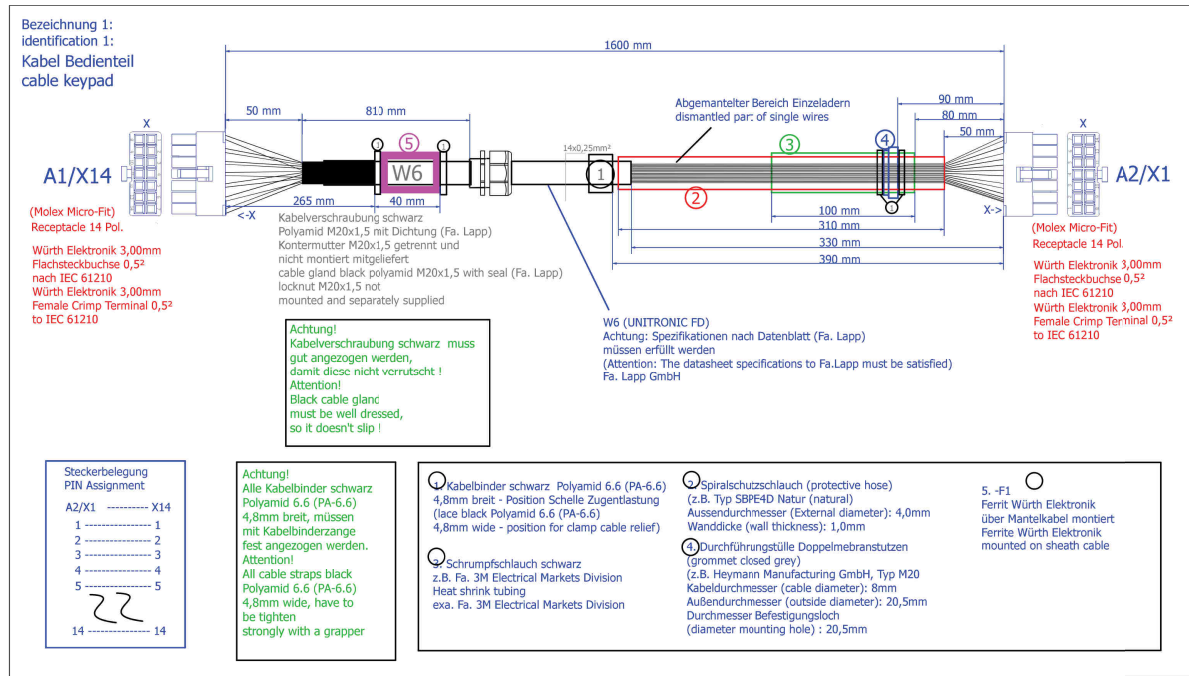 Bezeichnung 1:
identification 1:
Kabel Bedienteil
cable keypad
1600 mm
50 mm
810 mm
Abgemantelter Bereich Einzeladern
dismantled part of single wires
90 mm
80 mm
50 mm
X
X
A1/X14
A2/X1
5
1
1
W6
14x0,25mm²
1
3
4
2
1
<-X
265 mm
40 mm
X->
100 mm
310 mm
330 mm
390 mm
(Molex Micro-Fit)
Receptacle 14 Pol.
Würth Elektronik 3,00mm
Flachsteckbuchse 0,5²
nach IEC 61210
Würth Elektronik 3,00mm
Female Crimp Terminal 0,5²
to IEC 61210
Kabelverschraubung schwarz
Polyamid M20x1,5 mit Dichtung (Fa. Lapp)
Kontermutter M20x1,5 getrennt und
nicht montiert mitgeliefert
cable gland black polyamid M20x1,5 with seal (Fa. Lapp)
locknut M20x1,5 not
mounted and separately supplied
(Molex Micro-Fit)
Receptacle 14 Pol.
Würth Elektronik 3,00mm
Flachsteckbuchse 0,5²
nach IEC 61210
Würth Elektronik 3,00mm
Female Crimp Terminal 0,5²
to IEC 61210
Achtung!
Kabelverschraubung schwarz muss
gut angezogen werden,
damit diese nicht verrutscht !
Attention!
Black cable gland
must be well dressed,
so it doesn't slip !
W6 (UNITRONIC FD)
Achtung: Spezifikationen nach Datenblatt (Fa. Lapp)
müssen erfüllt werden
(Attention: The datasheet specifications to Fa.Lapp must be satisfied)
Fa. Lapp GmbH
Steckerbelegung
PIN Assignment
A2/X1 ---------- X14
1 --------------- 1
2 --------------- 2
3 --------------- 3
4 --------------- 4
5 --------------- 5
14 --------------- 14
Achtung!
Alle Kabelbinder schwarz
Polyamid 6.6 (PA-6.6)
4,8mm breit, müssen
mit Kabelbinderzange
fest angezogen werden.
Attention!
All cable straps black
Polyamid 6.6 (PA-6.6)
4,8mm wide, have to
be tighten
strongly with a grapper
1. Kabelbinder schwarz Polyamid 6.6 (PA-6.6)
4,8mm breit - Position Schelle Zugentlastung
(lace black Polyamid 6.6 (PA-6.6)
4,8mm wide - position for clamp cable relief)
3. Schrumpfschlauch schwarz
z.B. Fa. 3M Electrical Markets Division
Heat shrink tubing
exa. Fa. 3M Electrical Markets Division
2. Spiralschutzschlauch (protective hose)
(z.B. Typ SBPE4D Natur (natural)
Aussendurchmesser (External diameter): 4,0mm
Wanddicke (wall thickness): 1,0mm
4. Durchführungstülle Doppelmebranstutzen
(grommet closed grey)
(z.B. Heymann Manufacturing GmbH, Typ M20
Kabeldurchmesser (cable diameter): 8mm
Außendurchmesser (outside diameter): 20,5mm
Durchmesser Befestigungsloch
(diameter mounting hole) : 20,5mm
5. -F1
Ferrit Würth Elektronik
über Mantelkabel montiert
Ferrite Würth Elektronik
mounted on sheath cable